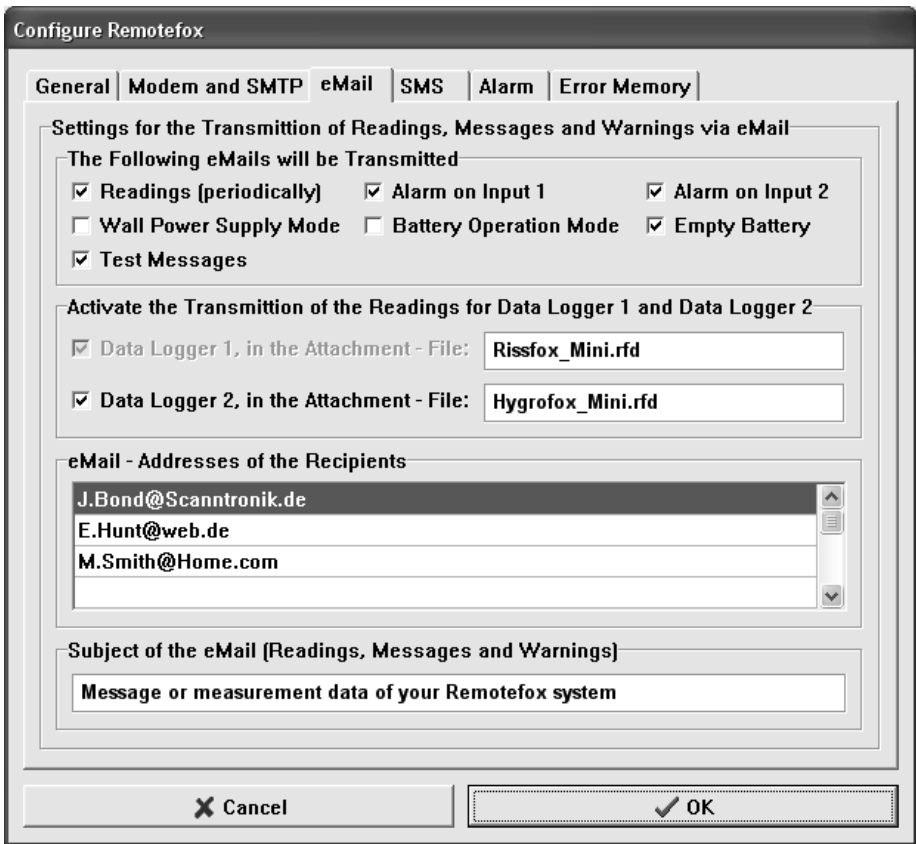 Configure Remotefox
General Modem and SMTP eMail SMS Alarm Error Memory
Settings for the Transmittion of Readings, Messages and Warnings via eMail
The Following eMails will be Transmitted
Readings (periodically) Alarm on Input 1 Alarm on Input 2
Wall Power Supply Mode Battery Operation Mode Empty Battery
Test Messages
Activate the Transmittion of the Readings for Data Logger 1 and Data Logger 2
Data Logger 1, in the Attachment - File: Rissfox_Mini.rfd
Data Logger 2, in the Attachment - File: Hygrofox_Mini.rfd
eMail - Addresses of the Recipients
J.Bond@Scanntronik.de
E.Hunt@web.de
M.Smith@Home.com
Subject of the eMail (Readings, Messages and Warnings)
Message or measurement data of your Remotefox system
Cancel OK